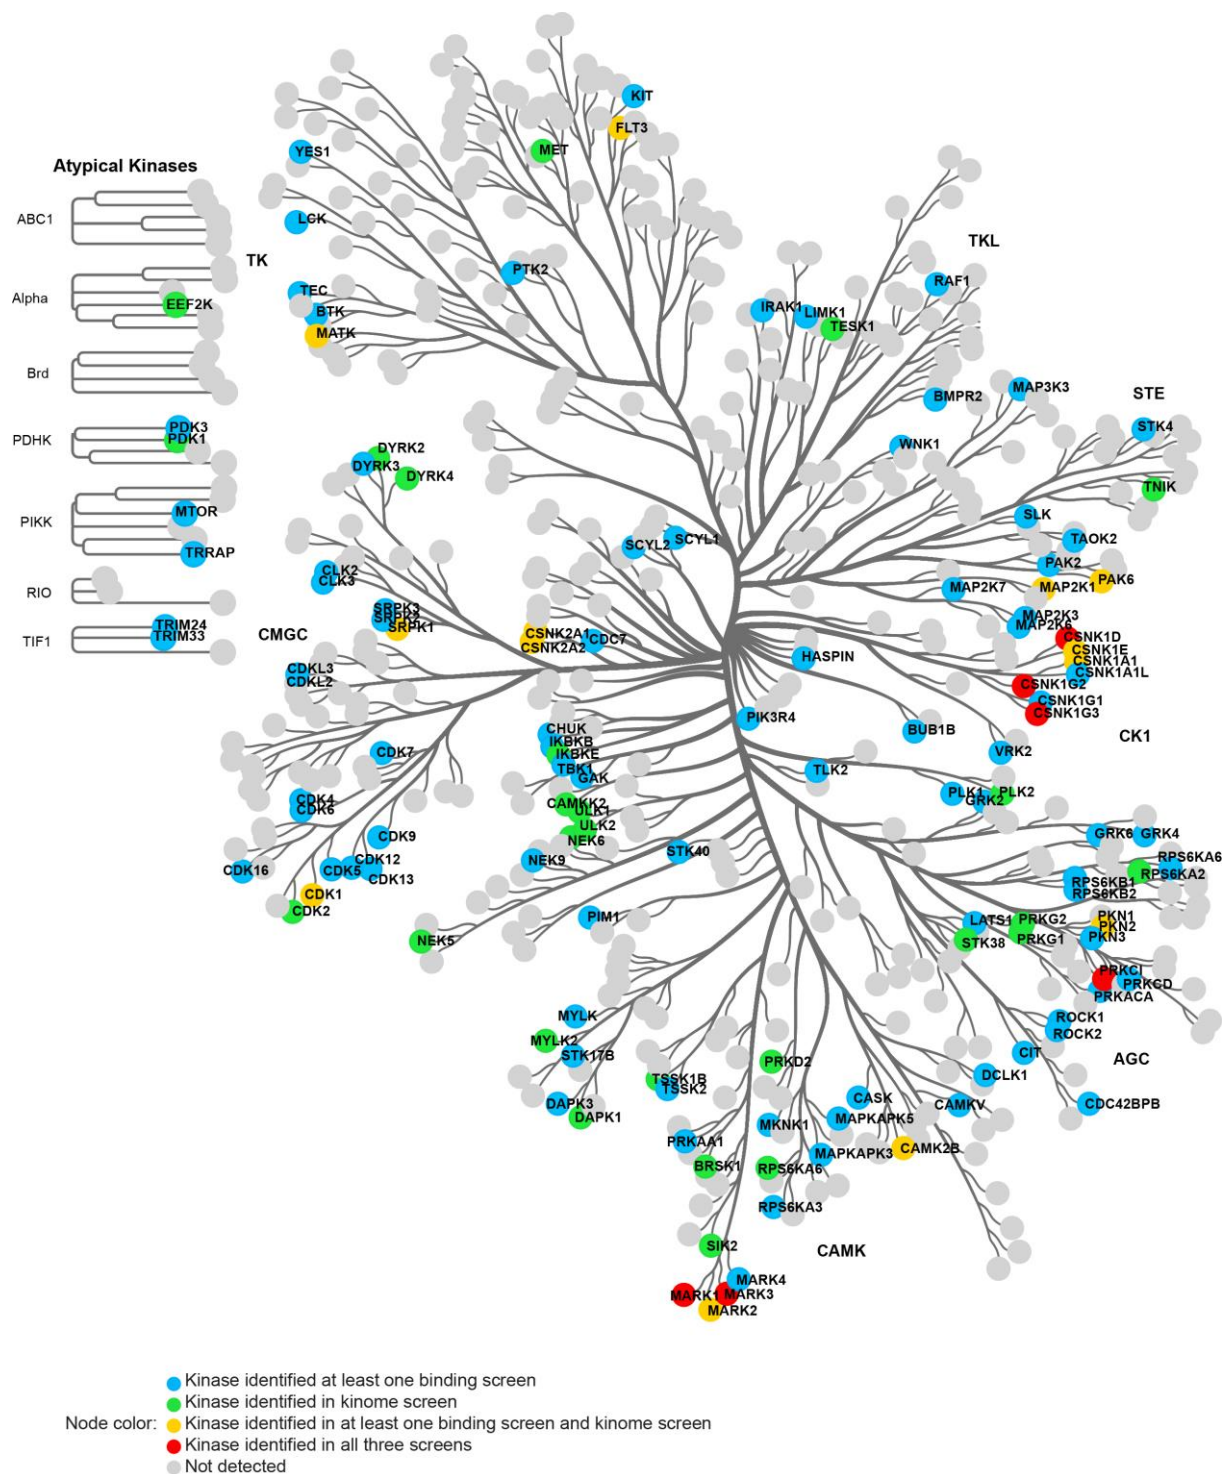 KIT
FLT3
MET
YES1
Atypical Kinases
LCK
ABC1
TKL
TK
PTK2
RAF1
TEC
Alpha
EEF2K
BTK
IRAK1
LIMK1
TESK1
MATK
Brd
MAP3K3
STE
BMPR2
PDK3
STK4
PDHK
PDK1
WNK1
DYRK2
DYRK3
DYRK4
TNIK
MTOR
SLK
PIKK
TAOK2
SCYL1
SCYL2
TRRAP
PAK2
CLK2
CLK3
PAK6
MAP2K7
MAP2K1
RIO
SRPK3
SRPK2
SRPK1
MAP2K3
MAP2K6
TRIM24
TRIM33
TIF1
CMGC
CSNK2A1
CSNK2A2
CDC7
CSNK1D
CSNK1E
CSNK1A1
CSNK1A1L
HASPIN
CDKL3
CDKL2
CSNK1G2
CSNK1G1
CSNK1G3
PIK3R4
CHUK
BUB1B
CK1
IKBKB
IKBKE
CDK7
VRK2
TBK1
GAK
TLK2
CDK4
CDK6
CAMKK2
ULK1
PLK1
PLK2
GRK2
ULK2
CDK9
NEK6
GRK6
GRK4
STK40
CDK12
NEK9
RPS6KA6
CDK16
CDK5
CDK13
RPS6KA2
RPS6KB1
RPS6KB2
CDK1
CDK2
PIM1
LATS1
PRKG2
PKN1
PKN2
NEK5
STK38
PRKG1
PKN3
PRKCI
PRKCD
PRKACA
MYLK
ROCK1
ROCK2
MYLK2
STK17B
PRKD2
CIT
AGC
TSSK1B
TSSK2
DCLK1
DAPK3
CASK
CAMKV
CDC42BPB
DAPK1
MKNK1
MAPKAPK5
PRKAA1
MAPKAPK3
CAMK2B
BRSK1
RPS6KA6
RPS6KA3
SIK2
CAMK
MARK4
MARK1
MARK3
MARK2
Kinase identified at least one binding screen
Kinase identified in kinome screen
Node color:
Kinase identified in at least one binding screen and kinome screen
Kinase identified in all three screens
Not detected